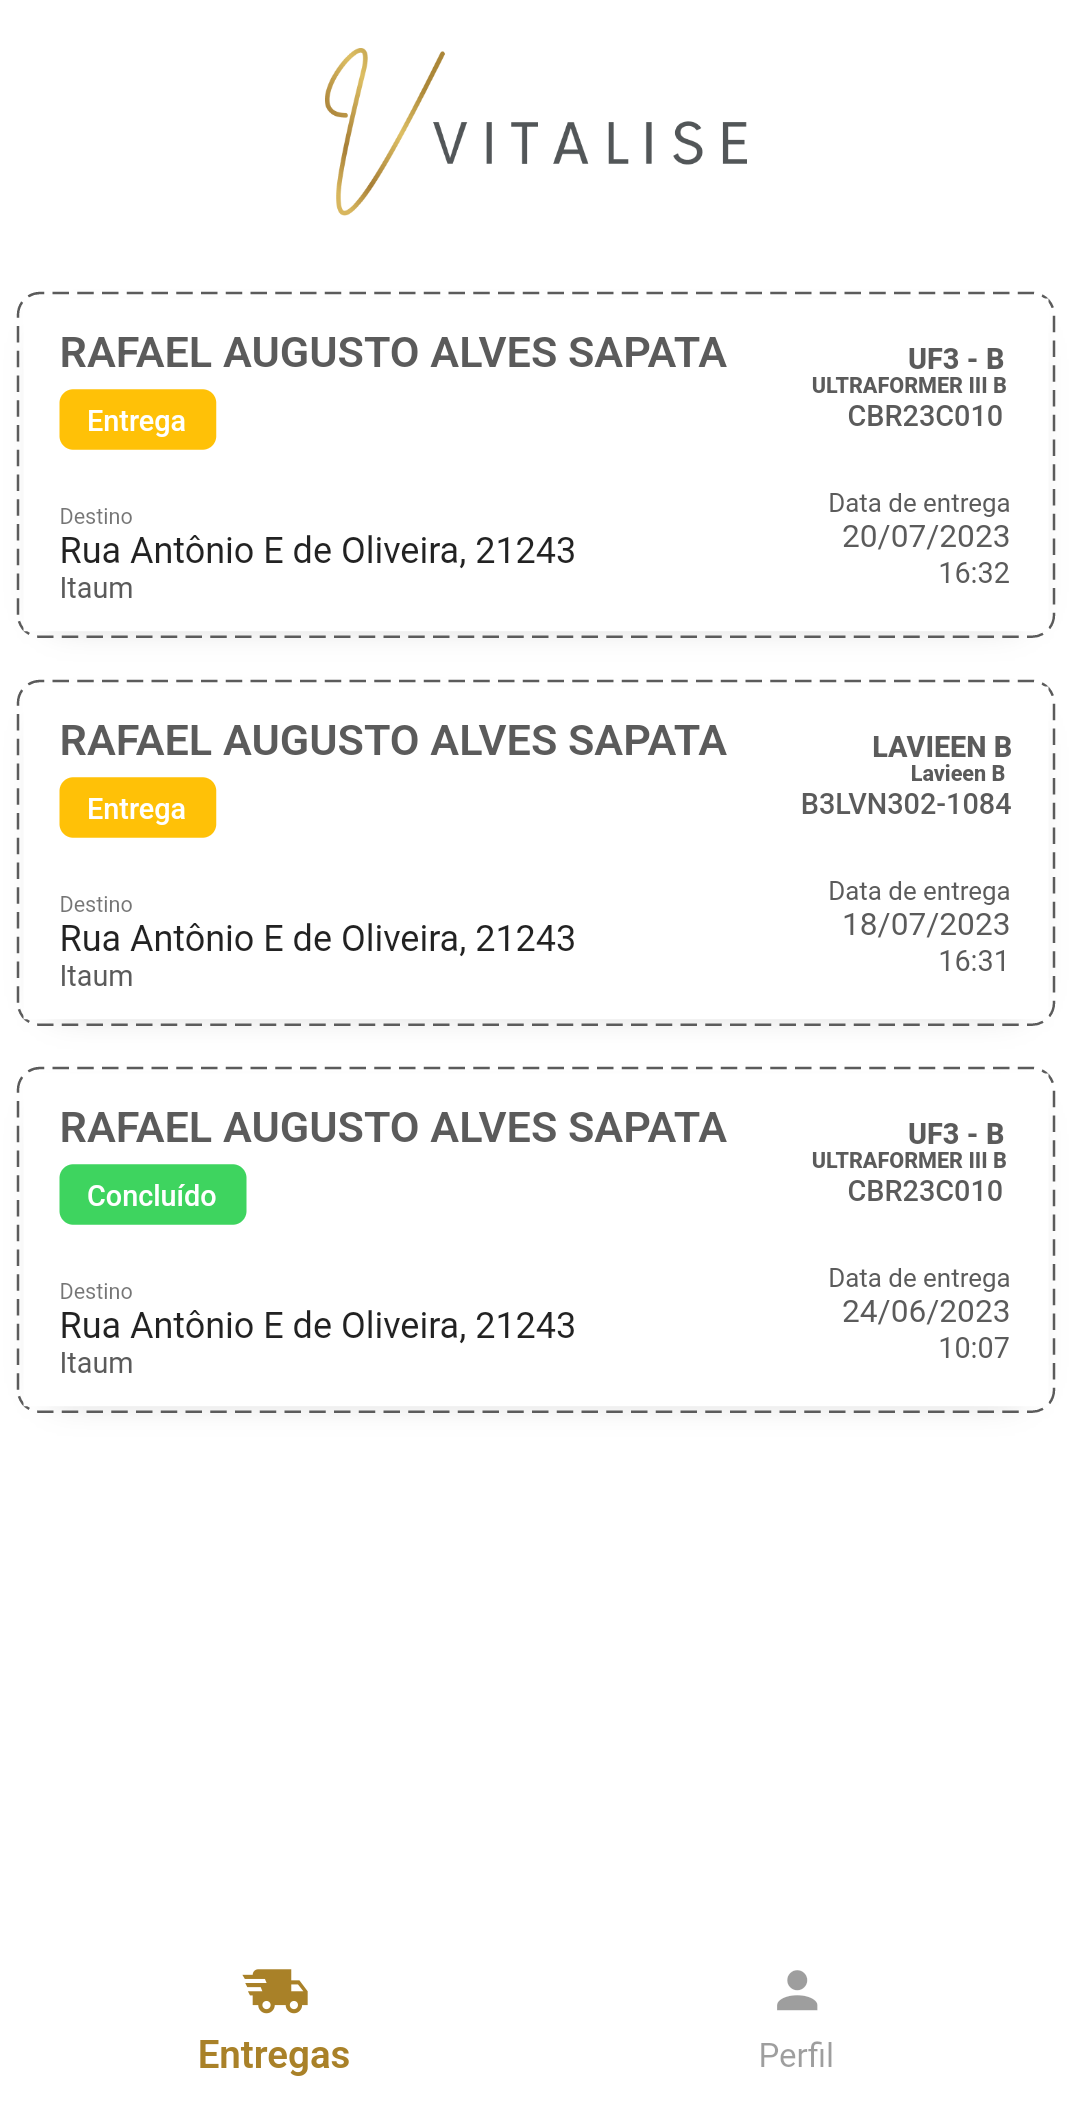 VITALISE
RAFAEL AUGUSTO ALVES SAPATA
UF3 - B
ULTRAFORMER III B
CBR23C010
Entrega
Destino
Rua Antônio E de Oliveira, 21243
Itaum
Data de entrega
20/07/2023
16:32
RAFAEL AUGUSTO ALVES SAPATA
LAVIEEN B
Lavieen B
B3LVN302-1084
Entrega
Destino
Rua Antônio E de Oliveira, 21243
Itaum
Data de entrega
18/07/2023
16:31
RAFAEL AUGUSTO ALVES SAPATA
UF3 - B
ULTRAFORMER III B
CBR23C010
Concluído
Destino
Rua Antônio E de Oliveira, 21243
Itaum
Data de entrega
24/06/2023
10:07
Entregas
Perfil